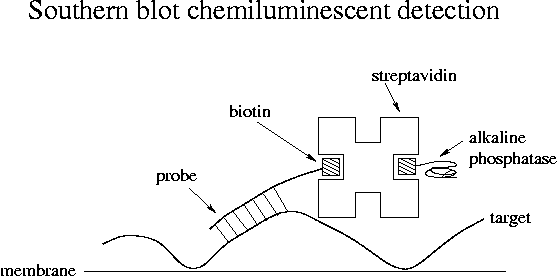 Southern blot chemiluminescent detection
streptavidin
biotin
alkaline
phosphatase
probe
target
membrane